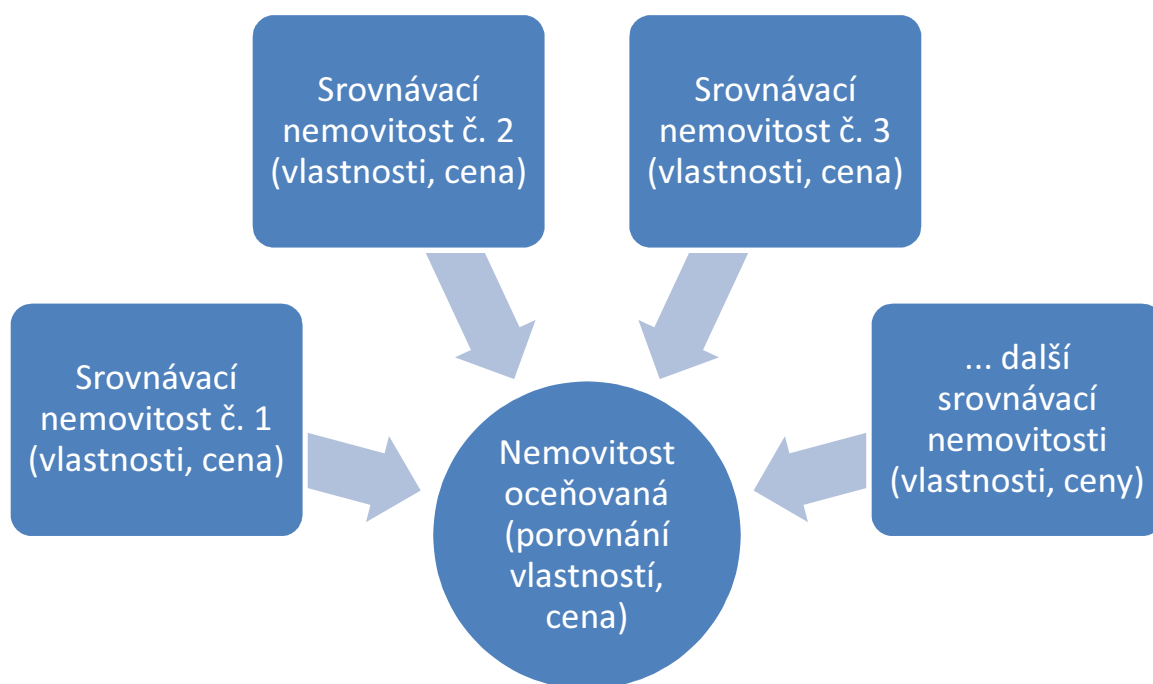 Srovnávací
nemovitost č. 2
(vlastnosti, cena)
Srovnávací
nemovitost č. 3
(vlastnosti, cena)
Srovnávací
nemovitost č. 1
(vlastnosti, cena)
... další
srovnávací
nemovitosti
(vlastnosti, ceny)
Nemovitost
oceňovaná
(porovnání
vlastností,
cena)